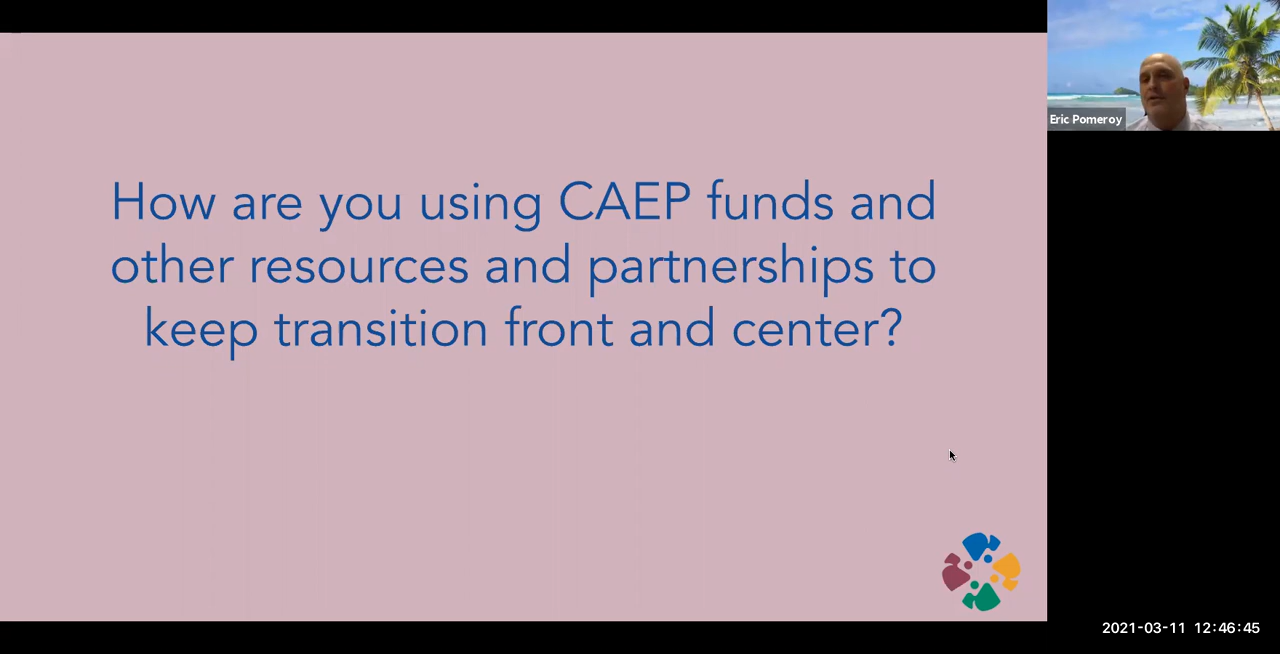 How are you using CAEP funds and
other resources and partnerships to
keep transition front and center?
Eric Pomeroy
2021-03-11 12:46:45